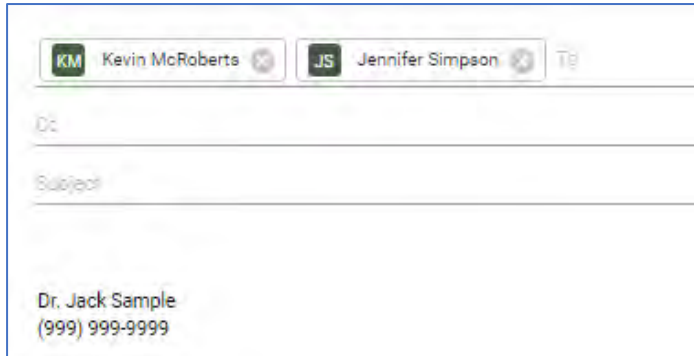 KM Kevin McRoberts JS Jennifer Simpson To
Cc
Subject
Dr. Jack Sample
(999) 999-9999